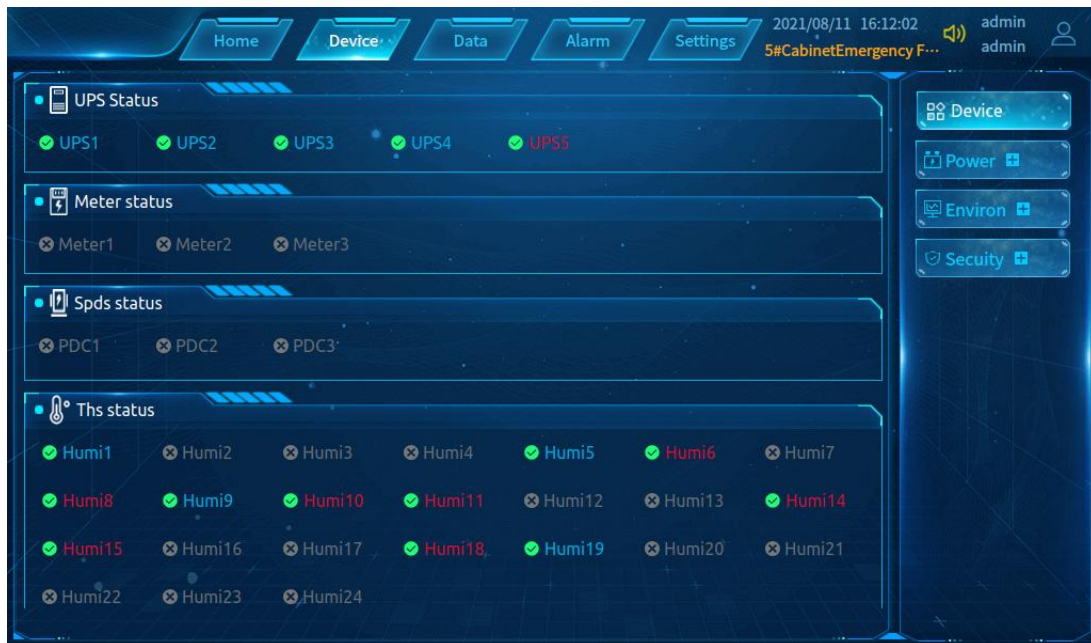 Home Device Data Alarm Settings 2021/08/11 16:12:02 admin
5#CabinetEmergency F··· admin
UPS Status
UPS1 UPS2 UPS3 UPS4 UPS5
Meter status
Meter1 Meter2 Meter3
Spds status
PDC1 PDC2 PDC3
Ths status
Humi1 Humi2 Humi3 Humi4 Humi5 Humi6 Humi7
Humi8 Humi9 Humi10 Humi11 Humi12 Humi13 Humi14
Humi15 Humi16 Humi17 Humi18 Humi19 Humi20 Humi21
Humi22 Humi23 Humi24
Device
Power
Environ
Secuity